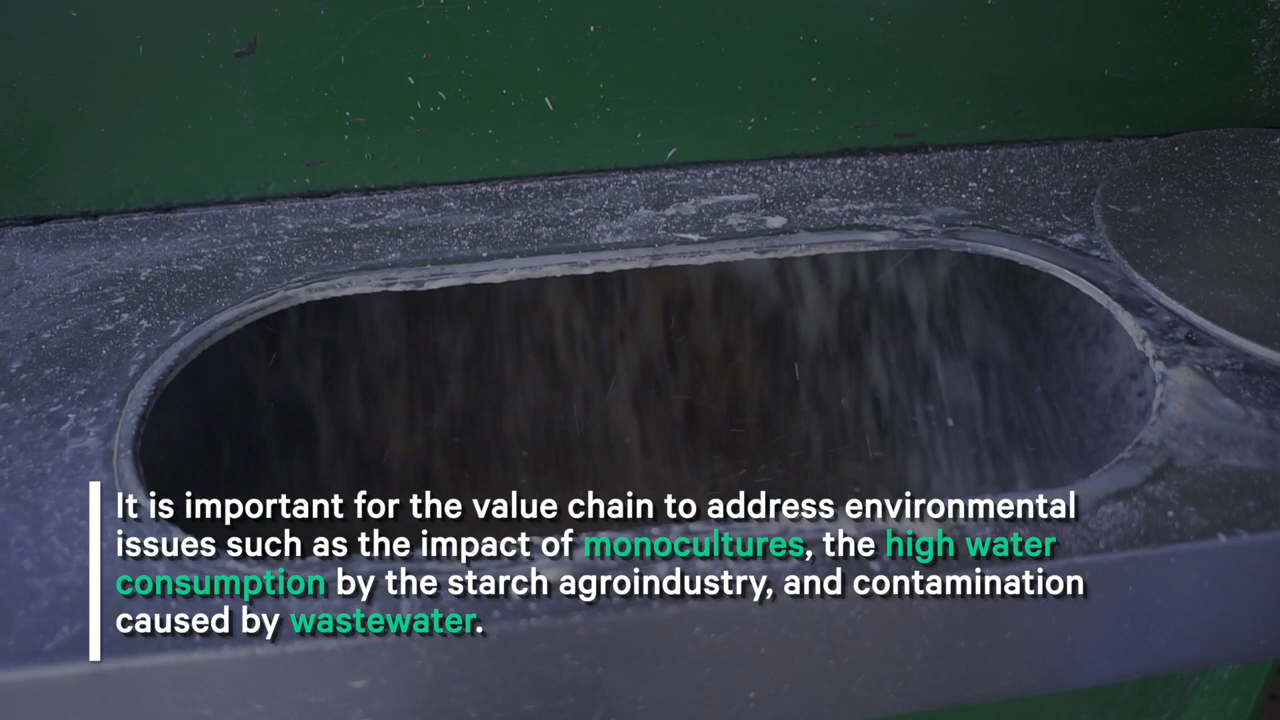 It is important for the value chain to address environmental
issues such as the impact of monocultures, the high water
consumption by the starch agroindustry, and contamination
caused by wastewater.